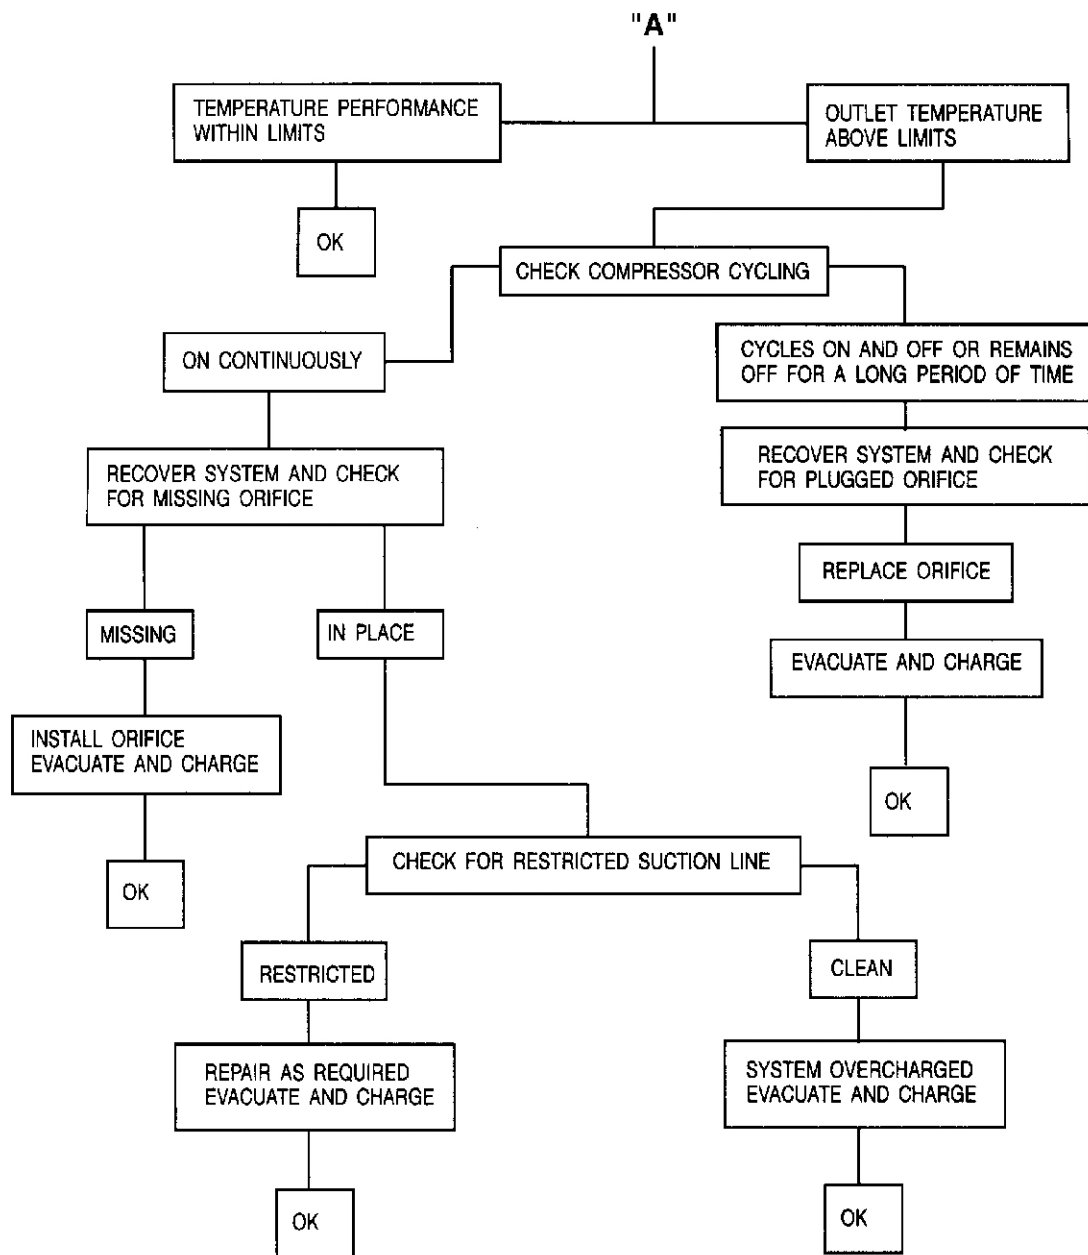 "A"
TEMPERATURE PERFORMANCE
WITHIN LIMITS
OUTLET TEMPERATURE
ABOVE LIMITS
OK
CHECK COMPRESSOR CYCLING
ON CONTINUOUSLY
CYCLES ON AND OFF OR REMAINS
OFF FOR A LONG PERIOD OF TIME
RECOVER SYSTEM AND CHECK
FOR MISSING ORIFICE
RECOVER SYSTEM AND CHECK
FOR PLUGGED ORIFICE
REPLACE ORIFICE
MISSING
IN PLACE
EVACUATE AND CHARGE
INSTALL ORIFICE
EVACUATE AND CHARGE
OK
OK
CHECK FOR RESTRICTED SUCTION LINE
RESTRICTED
CLEAN
REPAIR AS REQUIRED
EVACUATE AND CHARGE
SYSTEM OVERCHARGED
EVACUATE AND CHARGE
OK
OK